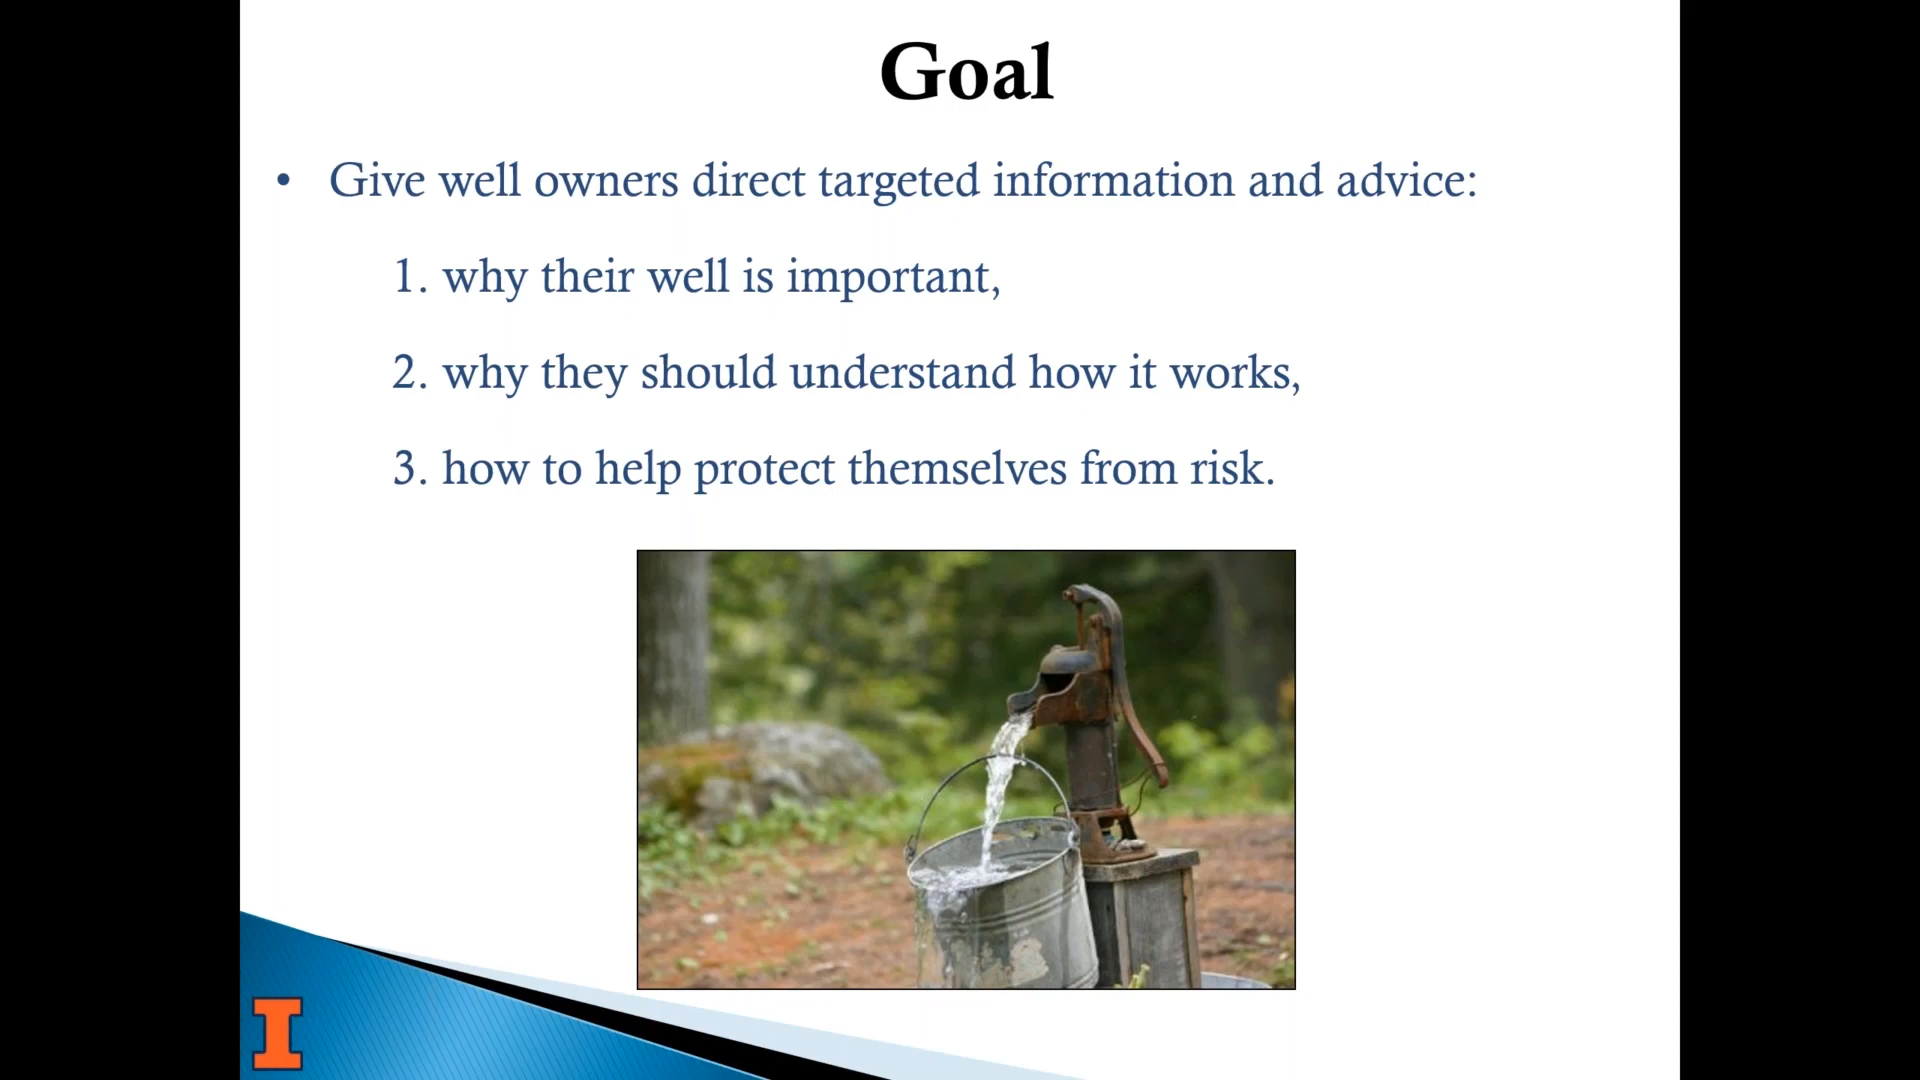 Goal
• Give well owners direct targeted information and advice:
1. why their well is important,
2. why they should understand how it works,
3. how to help protect themselves from risk.
I